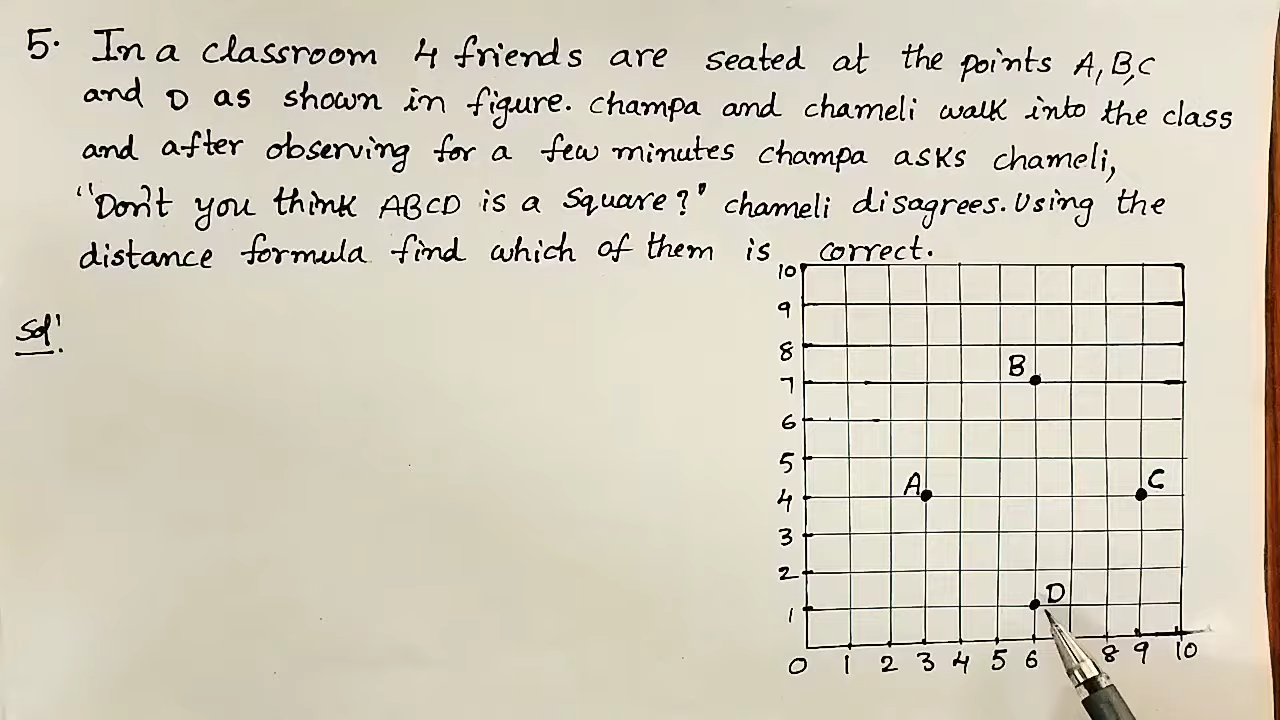 5. In a classroom 4 friends are seated at the points A, B, C
and D as shown in figure. champa and chameli walk into the class
and after observing for a few minutes champa asks chameli,
"Don't you think ABCD is a square?" chameli disagrees. Using the
distance formula find which of them is correct.
Sol!
10
9
8
7
6
5
4
3
2
1
B
A
C
D
0 1 2 3 4 5 6 8 9 10